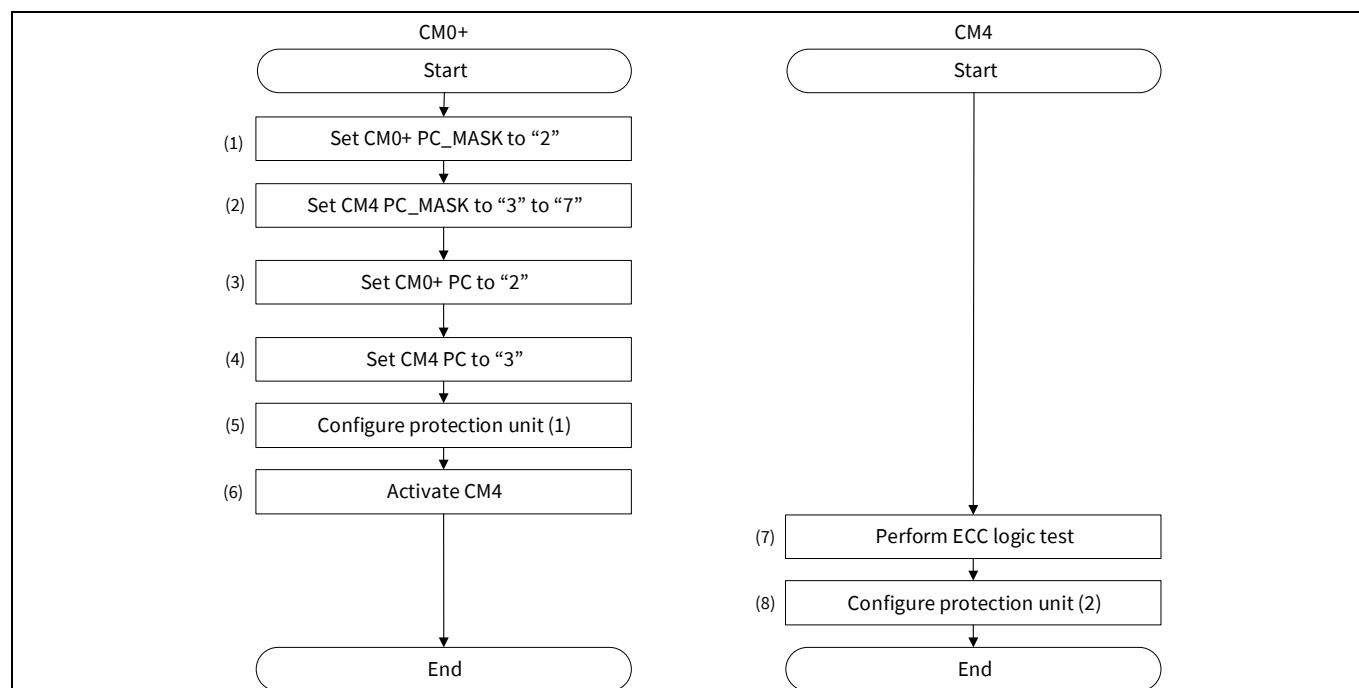 CM0+
CM4
Start
Start
(1)
Set CM0+ PC_MASK to “2”
(2)
Set CM4 PC_MASK to “3” to “7”
(3)
Set CM0+ PC to “2”
(4)
Set CM4 PC to “3”
(5)
Configure protection unit (1)
(6)
Activate CM4
(7)
Perform ECC logic test
(8)
Configure protection unit (2)
End
End